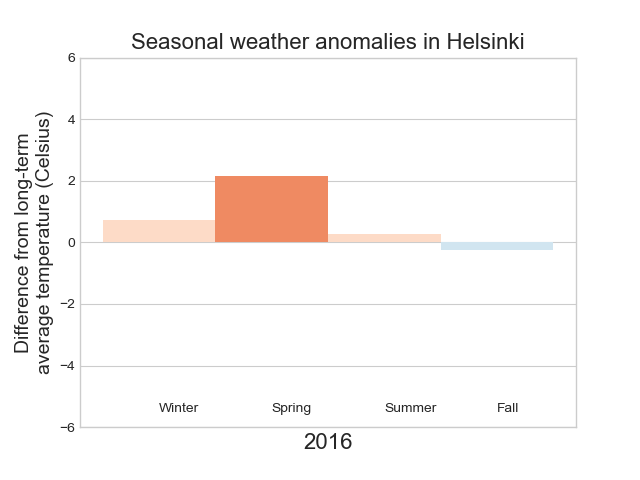 Seasonal weather anomalies in Helsinki
Difference from long-term
average temperature (Celsius)
6
4
2
0
−2
−4
−6
Winter Spring Summer Fall
2016